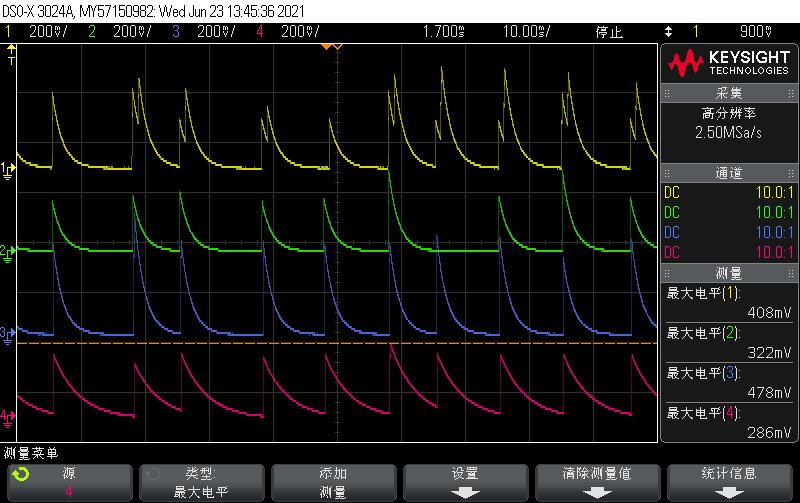 DSO-X 3024A, MY57150982: Wed Jun 23 13:45:36 2021
1 200V/ 2 200V/ 3 200V/ 4 200V/ 1.700s 10.00s/ 停止 1 900V
T
KEYSIGHT
TECHNOLOGIES
采集
高分辨率
2.50MSa/s
通道
DC 10.0:1
DC 10.0:1
DC 10.0:1
DC 10.0:1
测量
最大电平(1):
408mV
最大电平(2):
322mV
最大电平(3):
478mV
最大电平(4):
286mV
1
2
3
4
测量菜单
源 类型: 添加 设置 清除测量值 统计信息
4 最大电平 测量